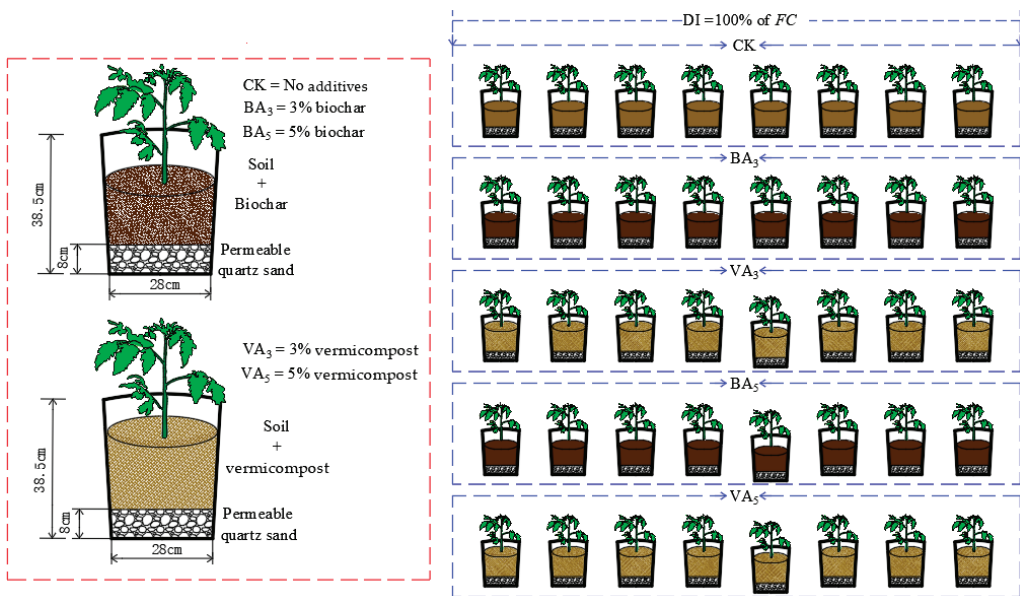 CK = No additives
BA₃ = 3% biochar
BA₅ = 5% biochar
Soil
+
Biochar
38.5cm
8cm
Permeable
quartz sand
28cm
VA₃ = 3% vermicompost
VA₅ = 5% vermicompost
Soil
+
vermicompost
38.5cm
8cm
Permeable
quartz sand
28cm
DI =100% of FC
CK
BA₃
VA₃
BA₅
VA₅